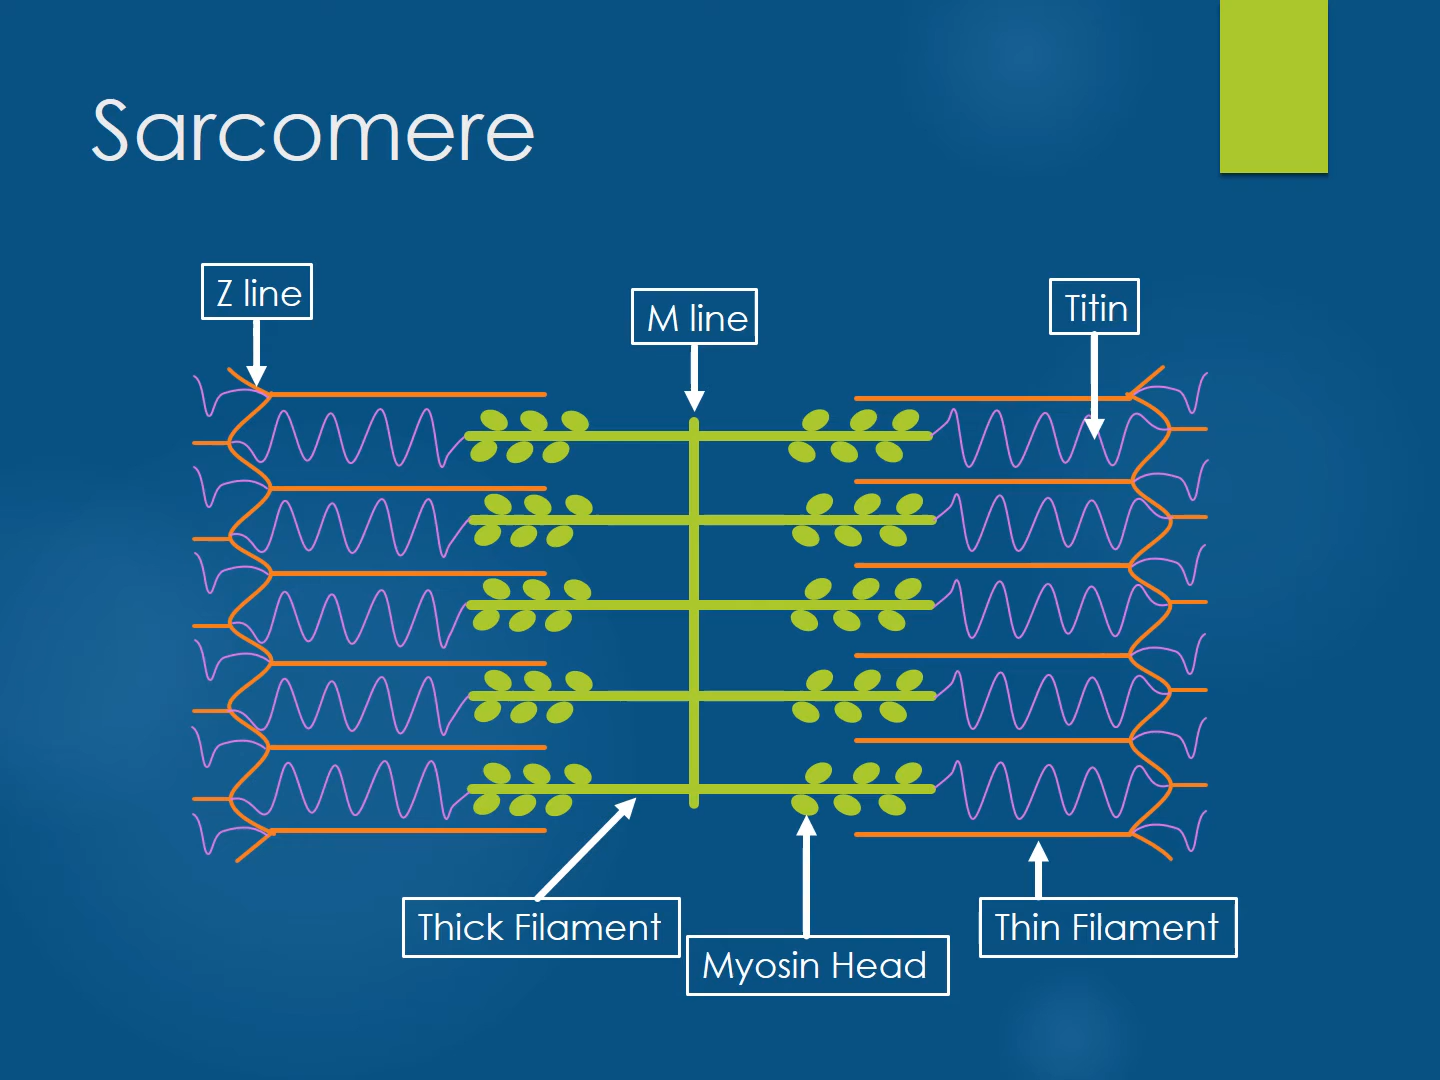 Sarcomere
Z line
M line
Titin
Thick Filament
Myosin Head
Thin Filament